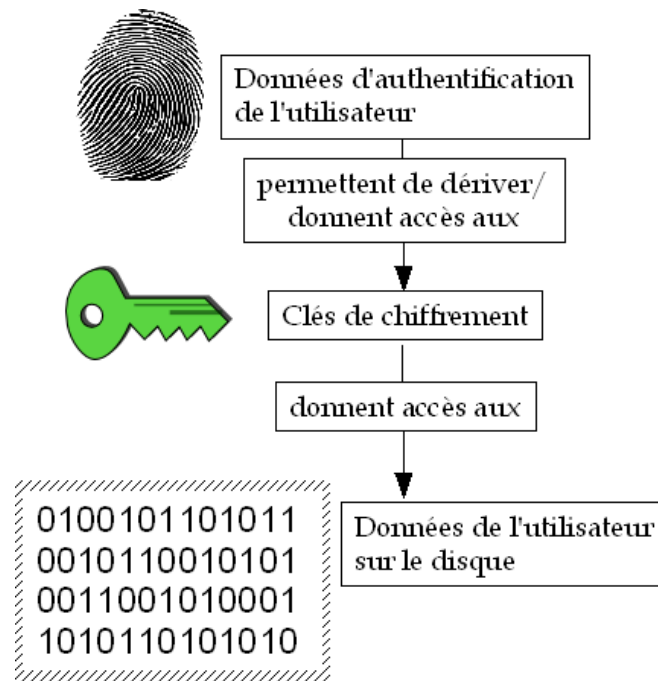 Données d'authentification
de l'utilisateur
permettent de dériver/
donnent accès aux
Clés de chiffrement
donnent accès aux
0100101101011
0010110010101
0011001010001
1010110101010
Données de l'utilisateur
sur le disque